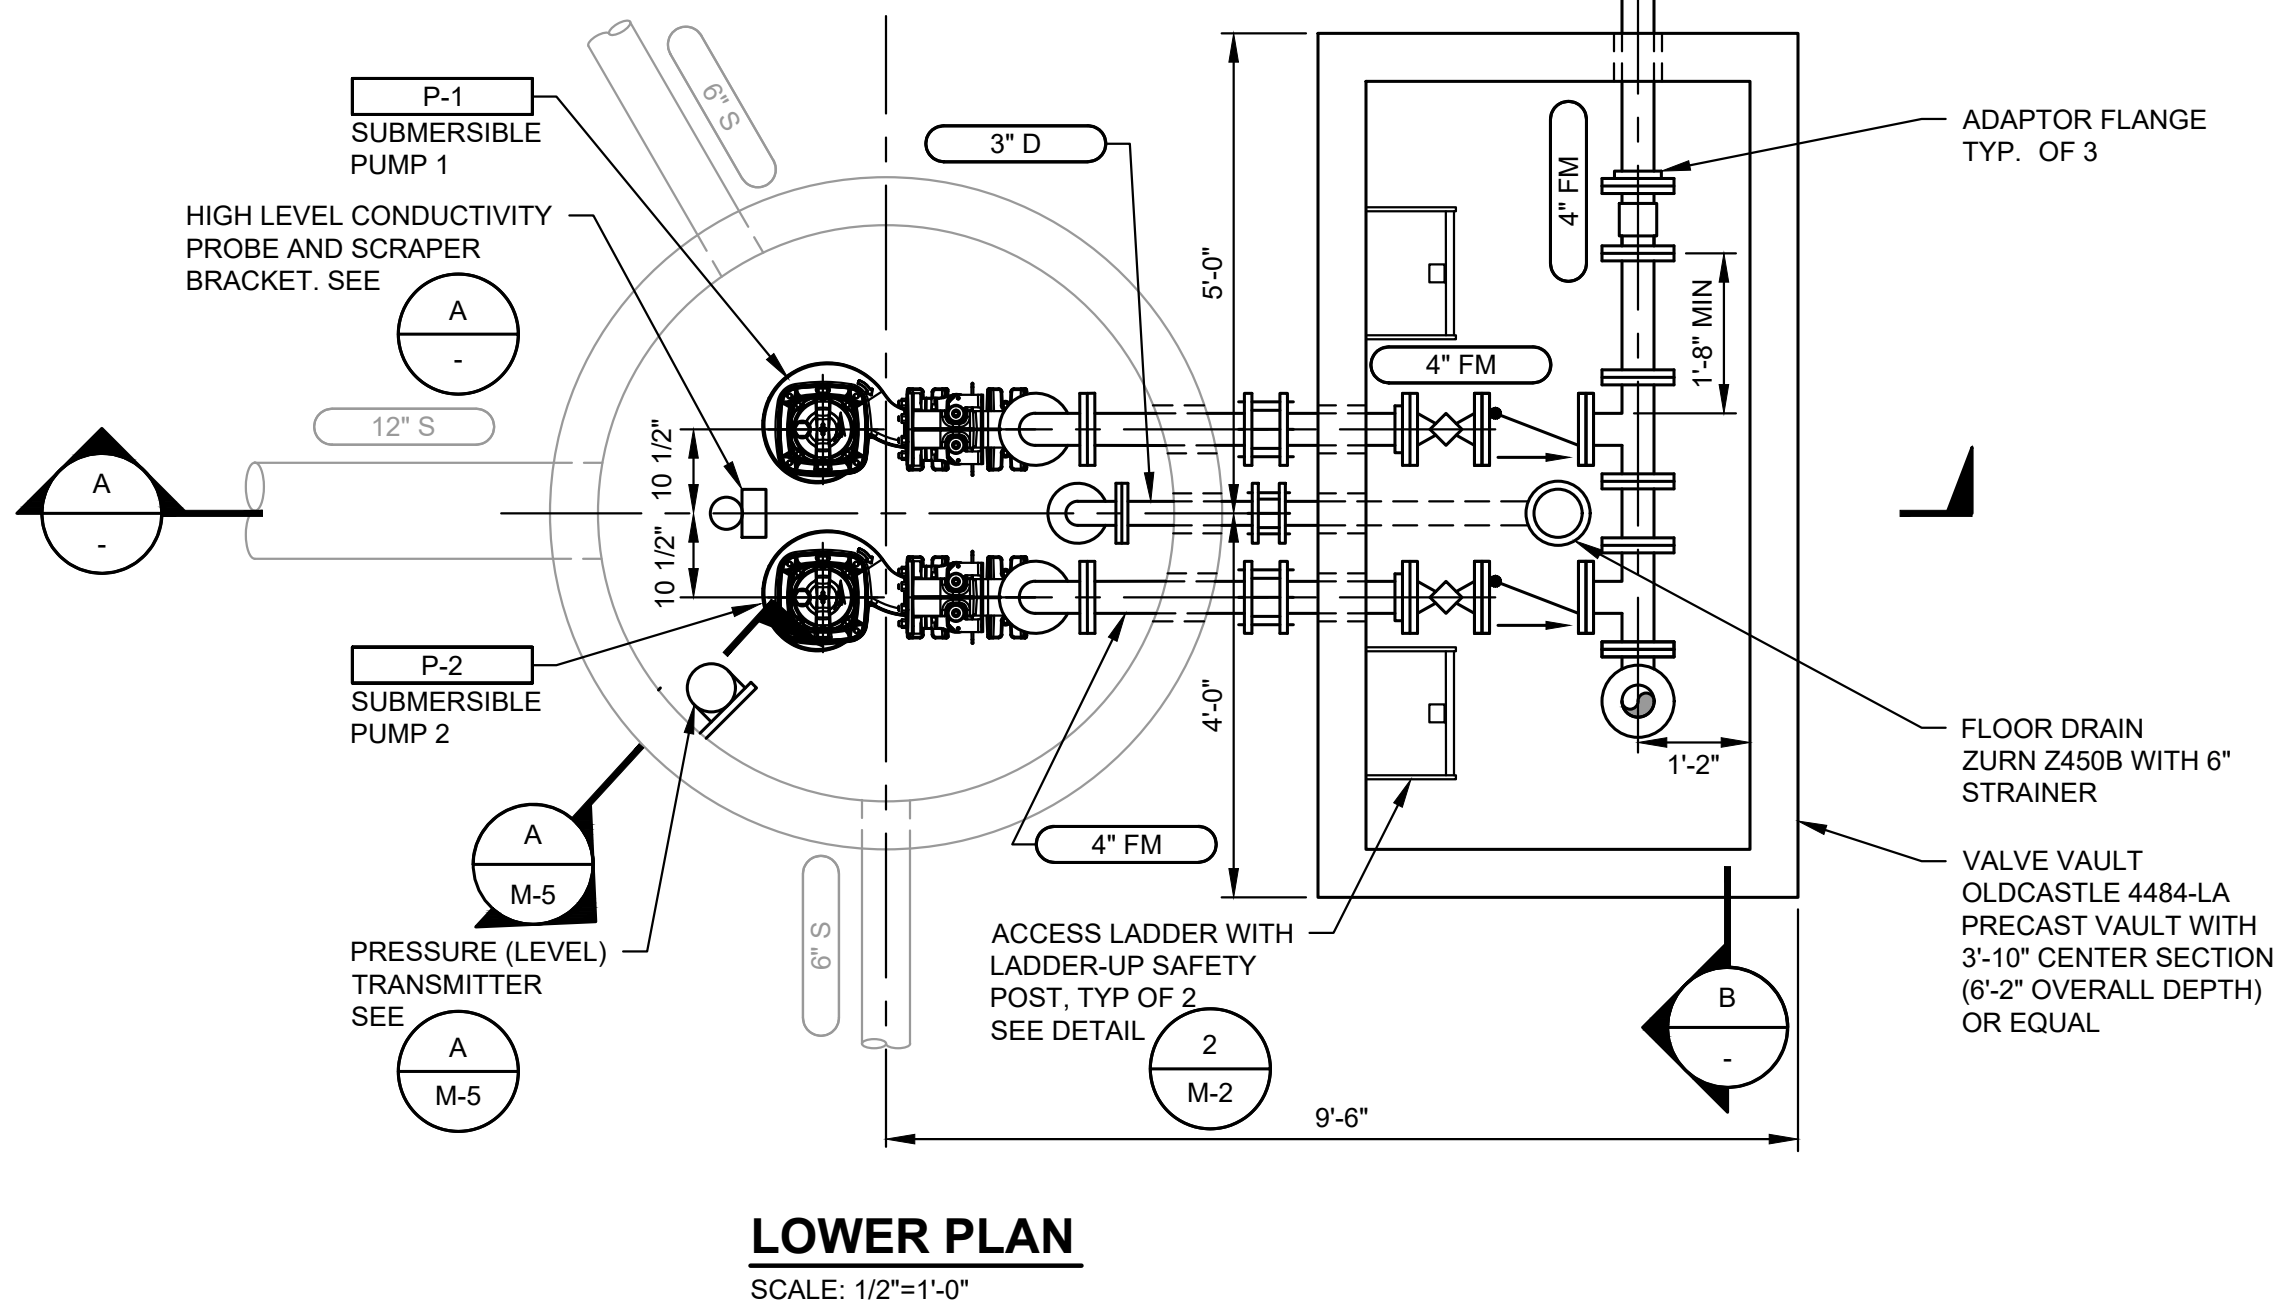 P-1
SUBMERSIBLE
PUMP 1
HIGH LEVEL CONDUCTIVITY
PROBE AND SCRAPER
BRACKET. SEE
A
-
6" S
3" D
5'-0"
4" FM
ADAPTOR FLANGE
TYP. OF 3
1'-8" MIN
4" FM
12" S
A
-
10 1/2"
10 1/2"
P-2
SUBMERSIBLE
PUMP 2
4'-0"
1'-2"
FLOOR DRAIN
ZURN Z450B WITH 6"
STRAINER
A
M-5
4" FM
VALVE VAULT
OLDCASTLE 4484-LA
PRECAST VAULT WITH
3'-10" CENTER SECTION
(6'-2" OVERALL DEPTH)
OR EQUAL
PRESSURE (LEVEL)
TRANSMITTER
SEE
A
M-5
6" S
ACCESS LADDER WITH
LADDER-UP SAFETY
POST, TYP OF 2
SEE DETAIL
2
M-2
B
-
9'-6"
LOWER PLAN
SCALE: 1/2"=1'-0"